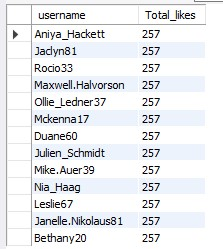 username Total_likes
Aniya_Hackett 257
Jaclyn81 257
Rocio33 257
Maxwell.Halvorson 257
Ollie_Ledner37 257
Mckenna17 257
Duane60 257
Julien_Schmidt 257
Mike.Auer39 257
Nia_Haag 257
Leslie67 257
Janelle.Nikolaus81 257
Bethany20 257